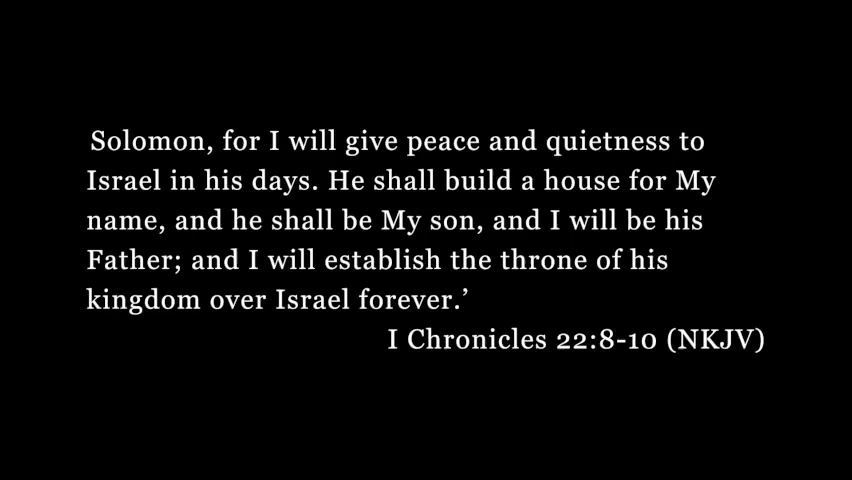 Solomon, for I will give peace and quietness to
Israel in his days. He shall build a house for My
name, and he shall be My son, and I will be his
Father; and I will establish the throne of his
kingdom over Israel forever.’
I Chronicles 22:8-10 (NKJV)